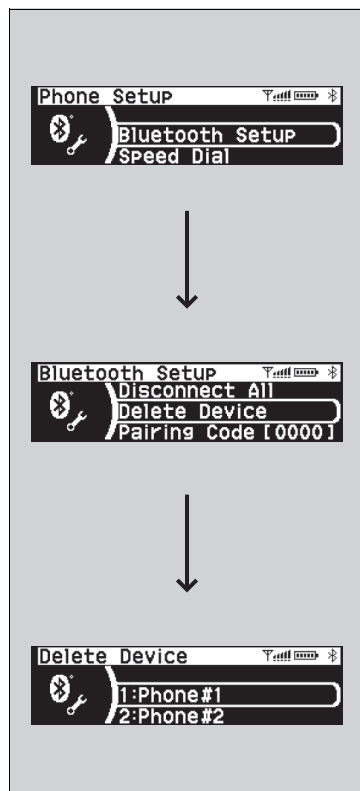 Phone Setup
Bluetooth Setup
Speed Dial
Bluetooth Setup
Disconnect All
Delete Device
Pairing Code [0000]
Delete Device
1:Phone#1
2:Phone#2